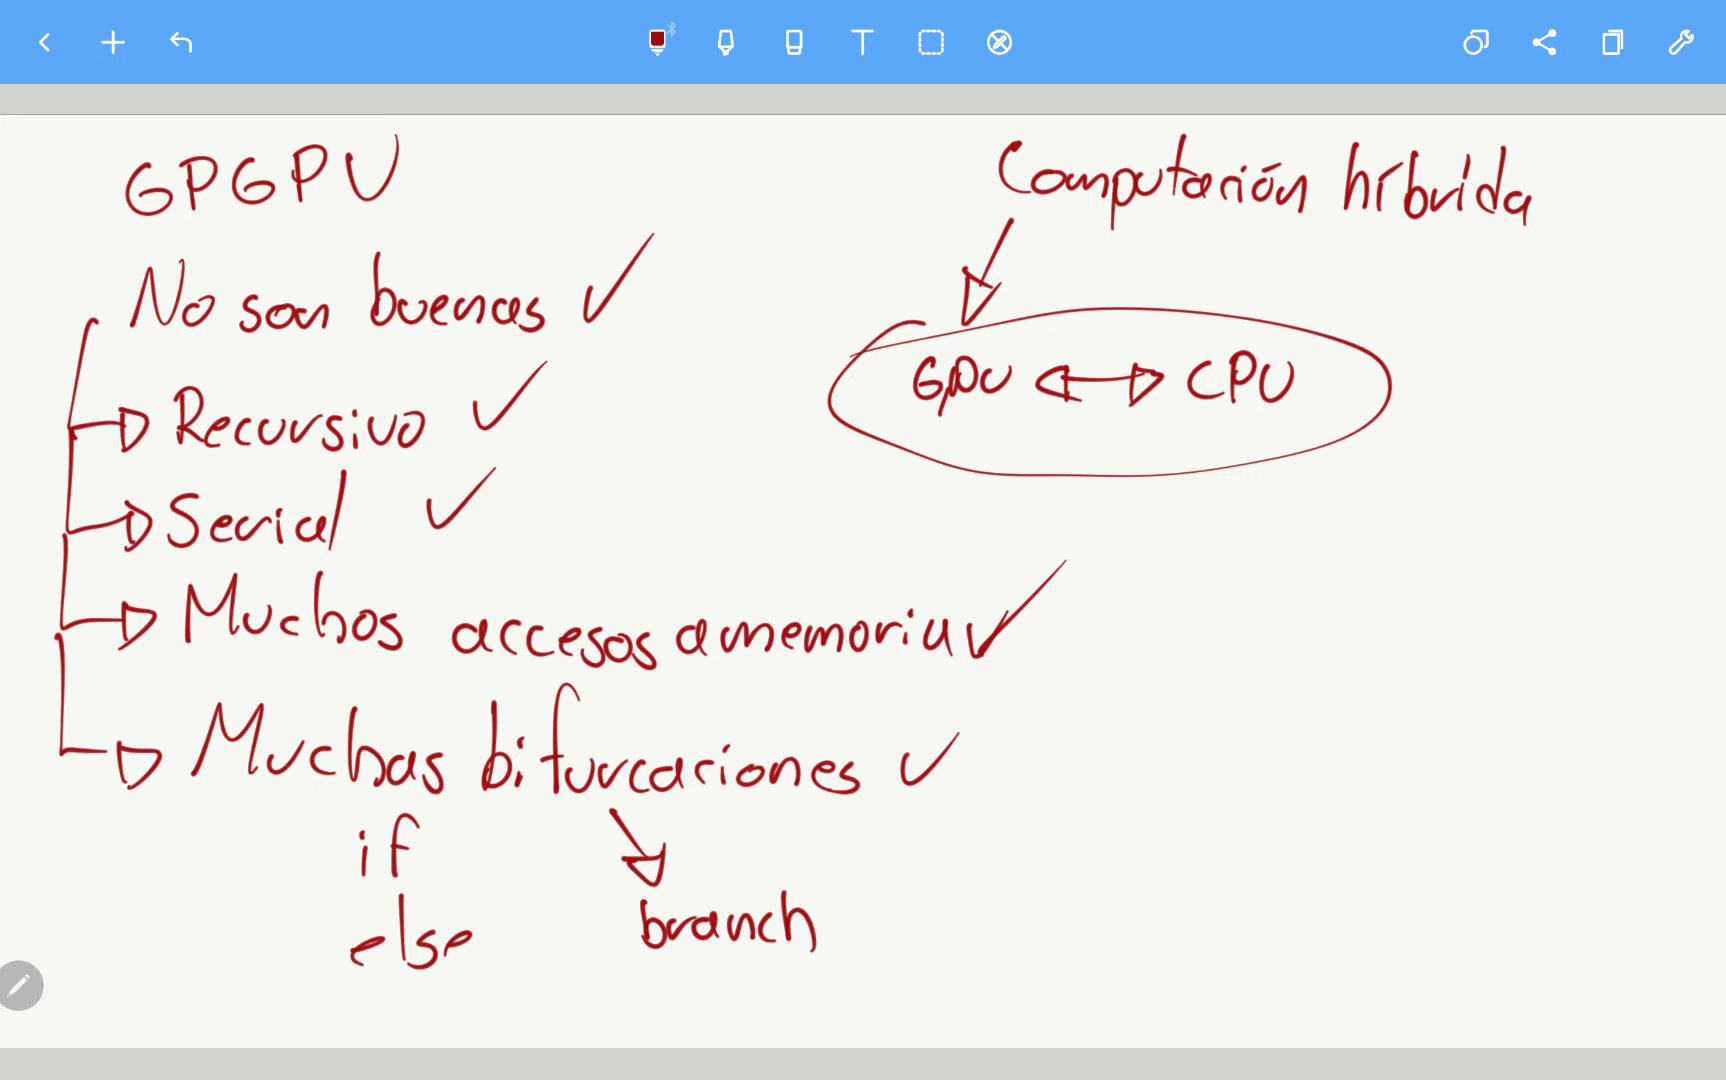 GPGPU
No son buenas ✓
Recursivo ✓
Serial ✓
Muchos accesos a memoria ✓
Muchas bifurcaciones ✓
if
else
branch
Computación híbrida
GPU ↔ CPU